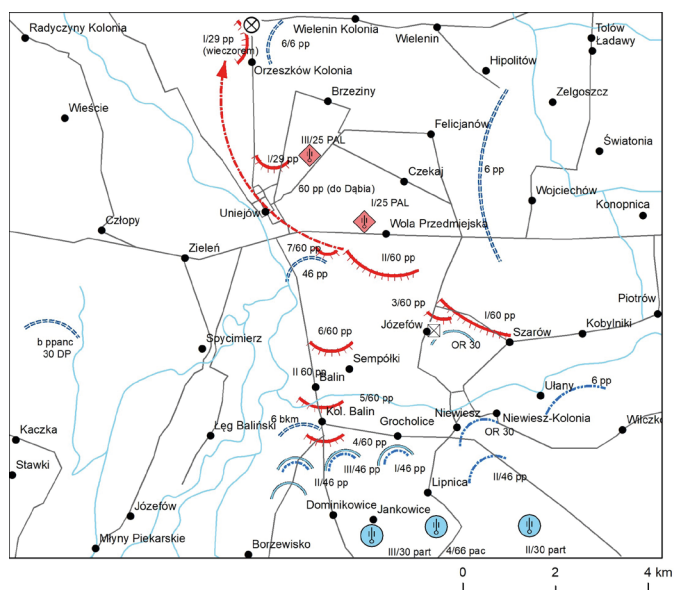 Radyczyny Kolonia
I/29 pp
(wieczorem)
6/6 pp
Wielenin Kolonia
Wielenin
Tolów
Ładawy
Orzeszków Kolonia
Hipolitów
Brzeziny
Zelgoszcz
Wieście
Felicjanów
III/25 PAL
Światonia
I/29 pp
6 pp
Czekaj
60 pp (do Dąbia)
Wojciechów
I/25 PAL
Konopnica
Uniejów
Człopy
Wola Przedmiejska
Zieleń
7/60 pp
II/60 pp
46 pp
Piotrów
3/60 pp
I/60 pp
b ppanc
30 DP
Józefów
Kobylniki
Szarów
6/60 pp
OR 30
Spycimierz
Sempółki
II 60 pp
Balin
6 pp
Ułany
5/60 pp
Kol. Balin
6 bkm
Grocholice
Niewiesz
Niewiesz-Kolonia
Kaczka
Łęg Baliński
OR 30
Wilczko
4/60 pp
Stawki
III/46 pp
I/46 pp
II/46 pp
II/46 pp
Lipnica
Józefów
Dominikowice
Jankowice
Młyny Piekarskie
Borzewisko
III/30 part
4/66 pac
II/30 part
0
2
4 km